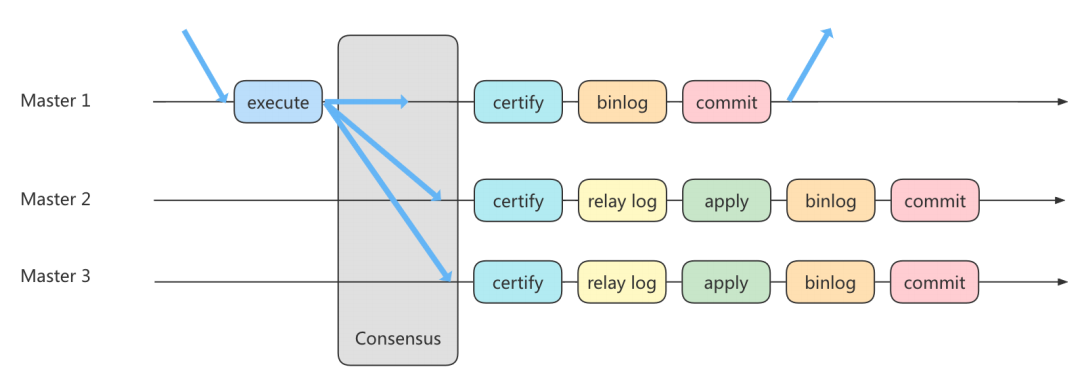 Master 1 execute certify binlog commit
Master 2 certify relay log apply binlog commit
Master 3 certify relay log apply binlog commit
Consensus